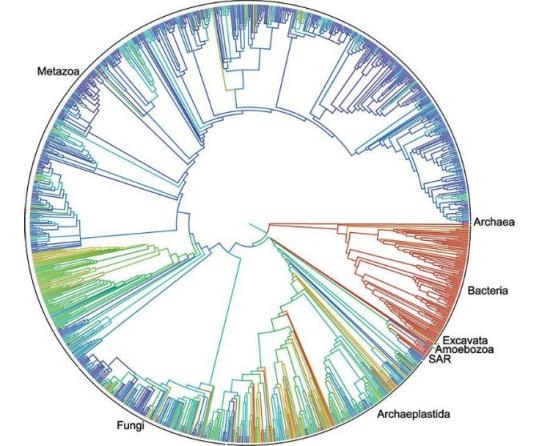 Metazoa
Archaea
Bacteria
Excavata
Amoebozoa
SAR
Archaeplastida
Fungi